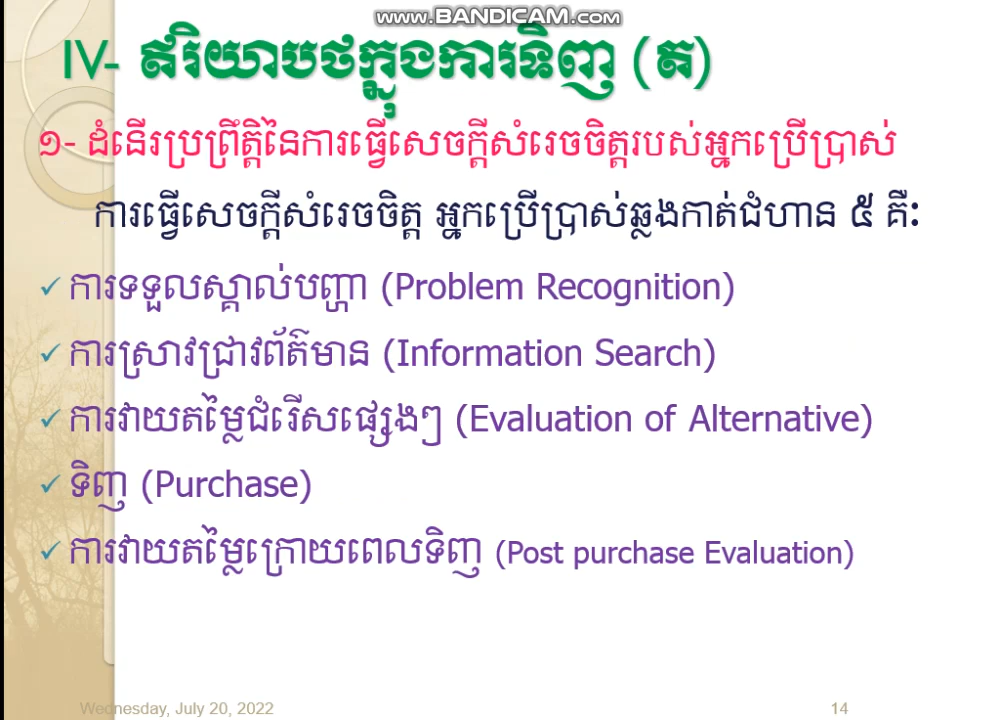 www.BANDICAM.com
IV- ឥរិយាបថក្នុងការទិញ (ត)
១- ដំនើរប្រព្រឹត្តិនៃការធ្វើសេចក្តីសំរេចចិត្តរបស់អ្នកប្រើប្រាស់
ការធ្វើសេចក្តីសំរេចចិត្ត អ្នកប្រើប្រាស់ឆ្លងកាត់ជំហាន ៥ គឺ:
✓ ការទទួលស្គាល់បញ្ហា (Problem Recognition)
✓ ការស្រាវជ្រាវព័ត៌មាន (Information Search)
✓ ការវាយតម្លៃជំរើសផ្សេងៗ (Evaluation of Alternative)
✓ ទិញ (Purchase)
✓ ការវាយតម្លៃក្រោយពេលទិញ (Post purchase Evaluation)
Wednesday, July 20, 2022
14